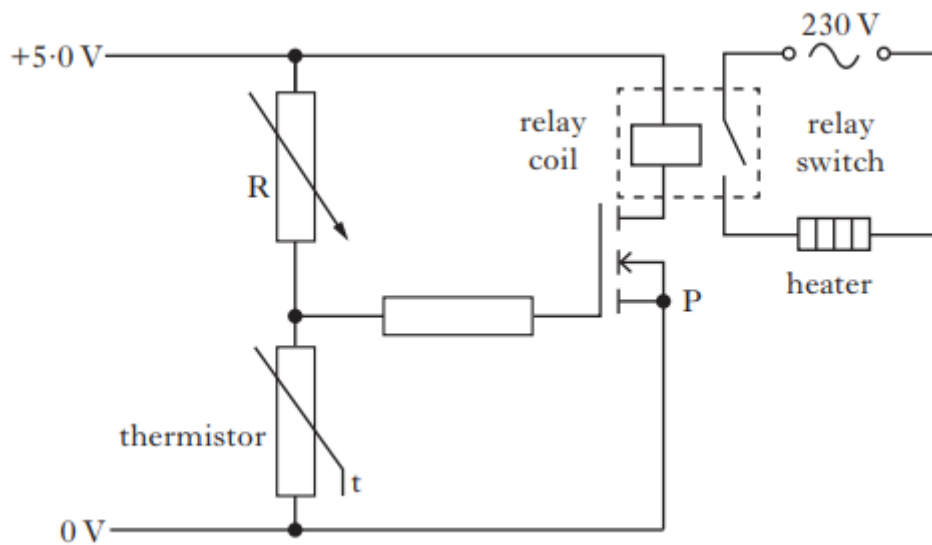 230 V
+5·0 V
relay
coil
relay
switch
R
heater
P
thermistor
t
0 V